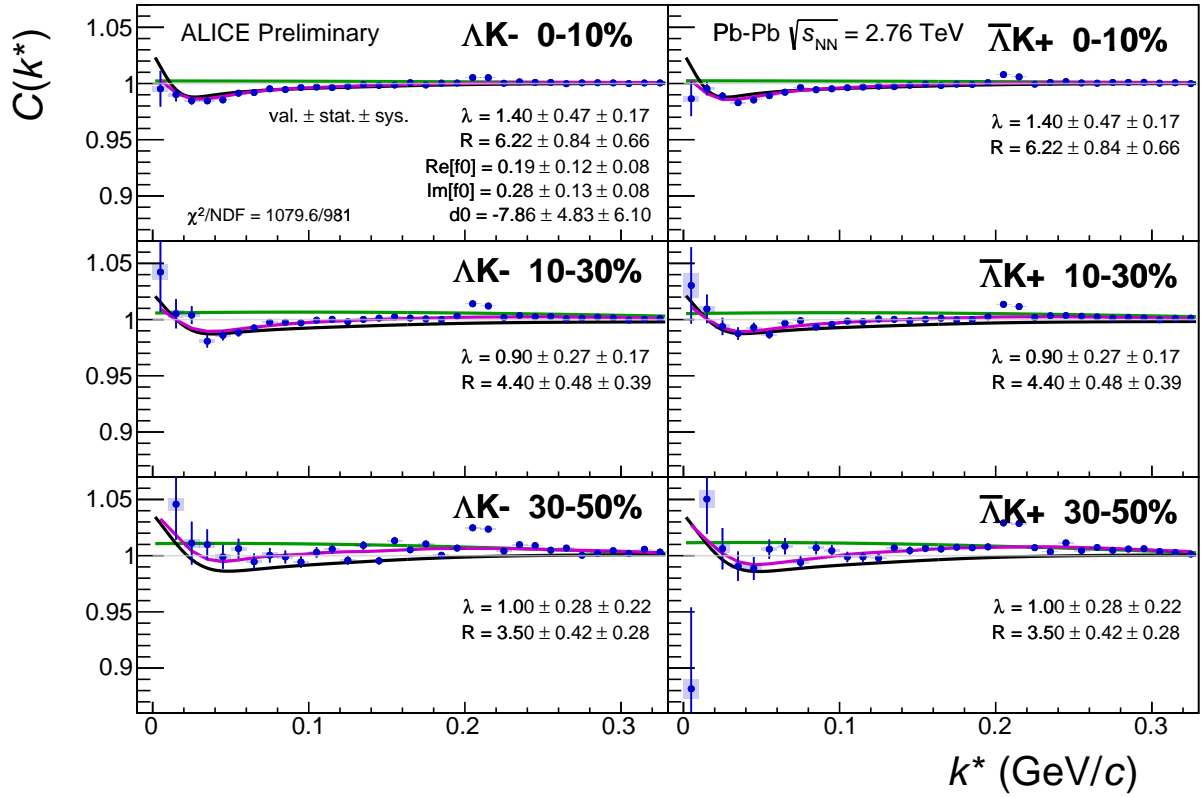 C(k*)
ALICE Preliminary
ΛK- 0-10%
val. ± stat. ± sys.
λ = 1.40 ± 0.47 ± 0.17
R = 6.22 ± 0.84 ± 0.66
Re[f0] = 0.19 ± 0.12 ± 0.08
Im[f0] = 0.28 ± 0.13 ± 0.08
d0 = -7.86 ± 4.83 ± 6.10
χ²/NDF = 1079.6/981
1.05
1
0.95
0.9
Pb-Pb √sNN = 2.76 TeV
Λ̅K+ 0-10%
λ = 1.40 ± 0.47 ± 0.17
R = 6.22 ± 0.84 ± 0.66
ΛK- 10-30%
λ = 0.90 ± 0.27 ± 0.17
R = 4.40 ± 0.48 ± 0.39
1.05
1
0.95
0.9
Λ̅K+ 10-30%
λ = 0.90 ± 0.27 ± 0.17
R = 4.40 ± 0.48 ± 0.39
ΛK- 30-50%
λ = 1.00 ± 0.28 ± 0.22
R = 3.50 ± 0.42 ± 0.28
1.05
1
0.95
0.9
Λ̅K+ 30-50%
λ = 1.00 ± 0.28 ± 0.22
R = 3.50 ± 0.42 ± 0.28
0 0.1 0.2 0.3
0 0.1 0.2 0.3
k* (GeV/c)